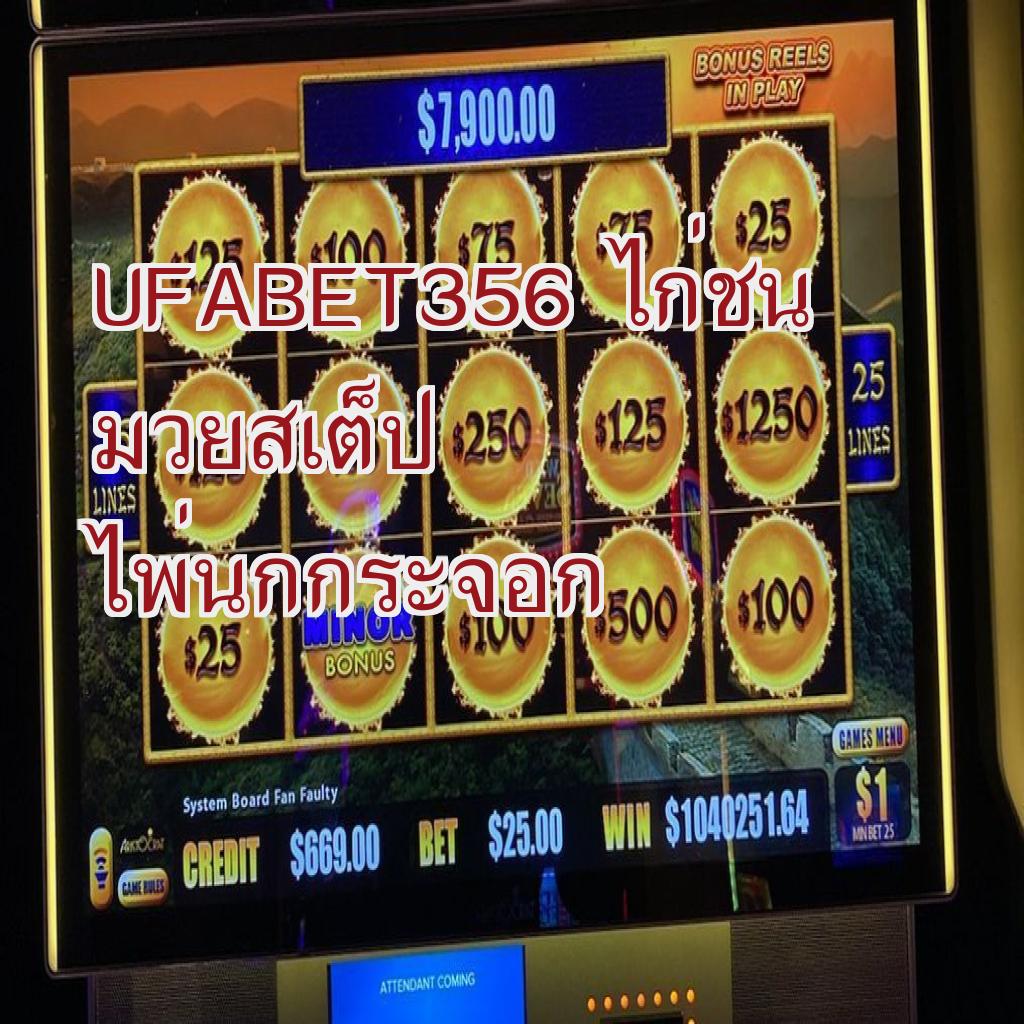 BONUS REELS
IN PLAY
$7,900.00
$125 $100 $75 $75 $25
UFABET356 ไก่ชน
มวยสเต็ป
ไพ่นกกระจอก
$250 $125 $1250
25
LINES
LINES
$25 MINOR BONUS $100 $500 $100
GAMES MENU
System Board Fan Faulty
$1
MIN BET 25
ARISTOCRAT
GAME RULES
CREDIT $669.00 BET $25.00 WIN $1040251.64
ATTENDANT COMING